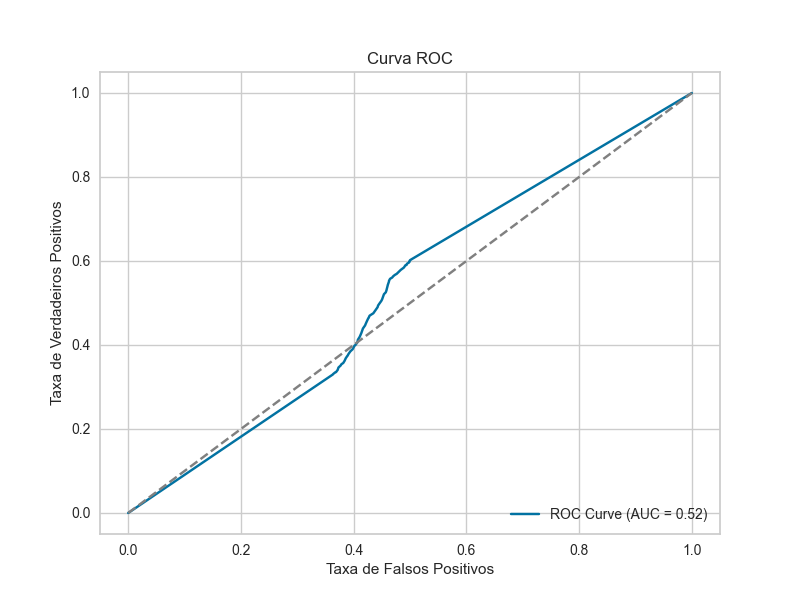 Curva ROC
Taxa de Verdadeiros Positivos
1.0
0.8
0.6
0.4
0.2
0.0
ROC Curve (AUC = 0.52)
0.0 0.2 0.4 0.6 0.8 1.0
Taxa de Falsos Positivos